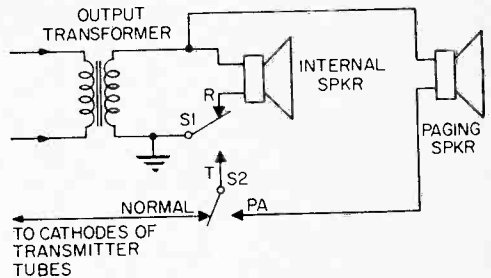 OUTPUT
TRANSFORMER
INTERNAL
SPKR
R
S1
PAGING
SPKR
T
S2
NORMAL
PA
TO CATHODES OF
TRANSMITTER
TUBES